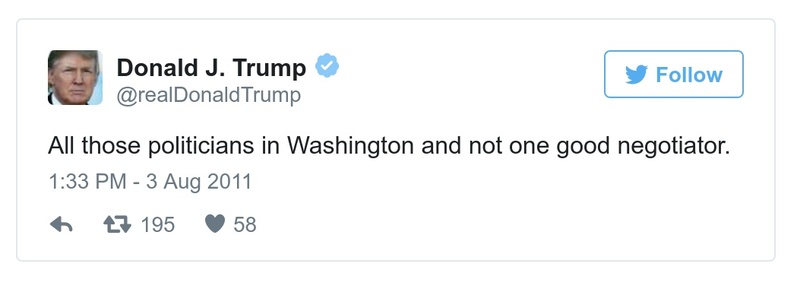 Donald J. Trump
Follow
@realDonaldTrump
All those politicians in Washington and not one good negotiator.
1:33 PM - 3 Aug 2011
195 58